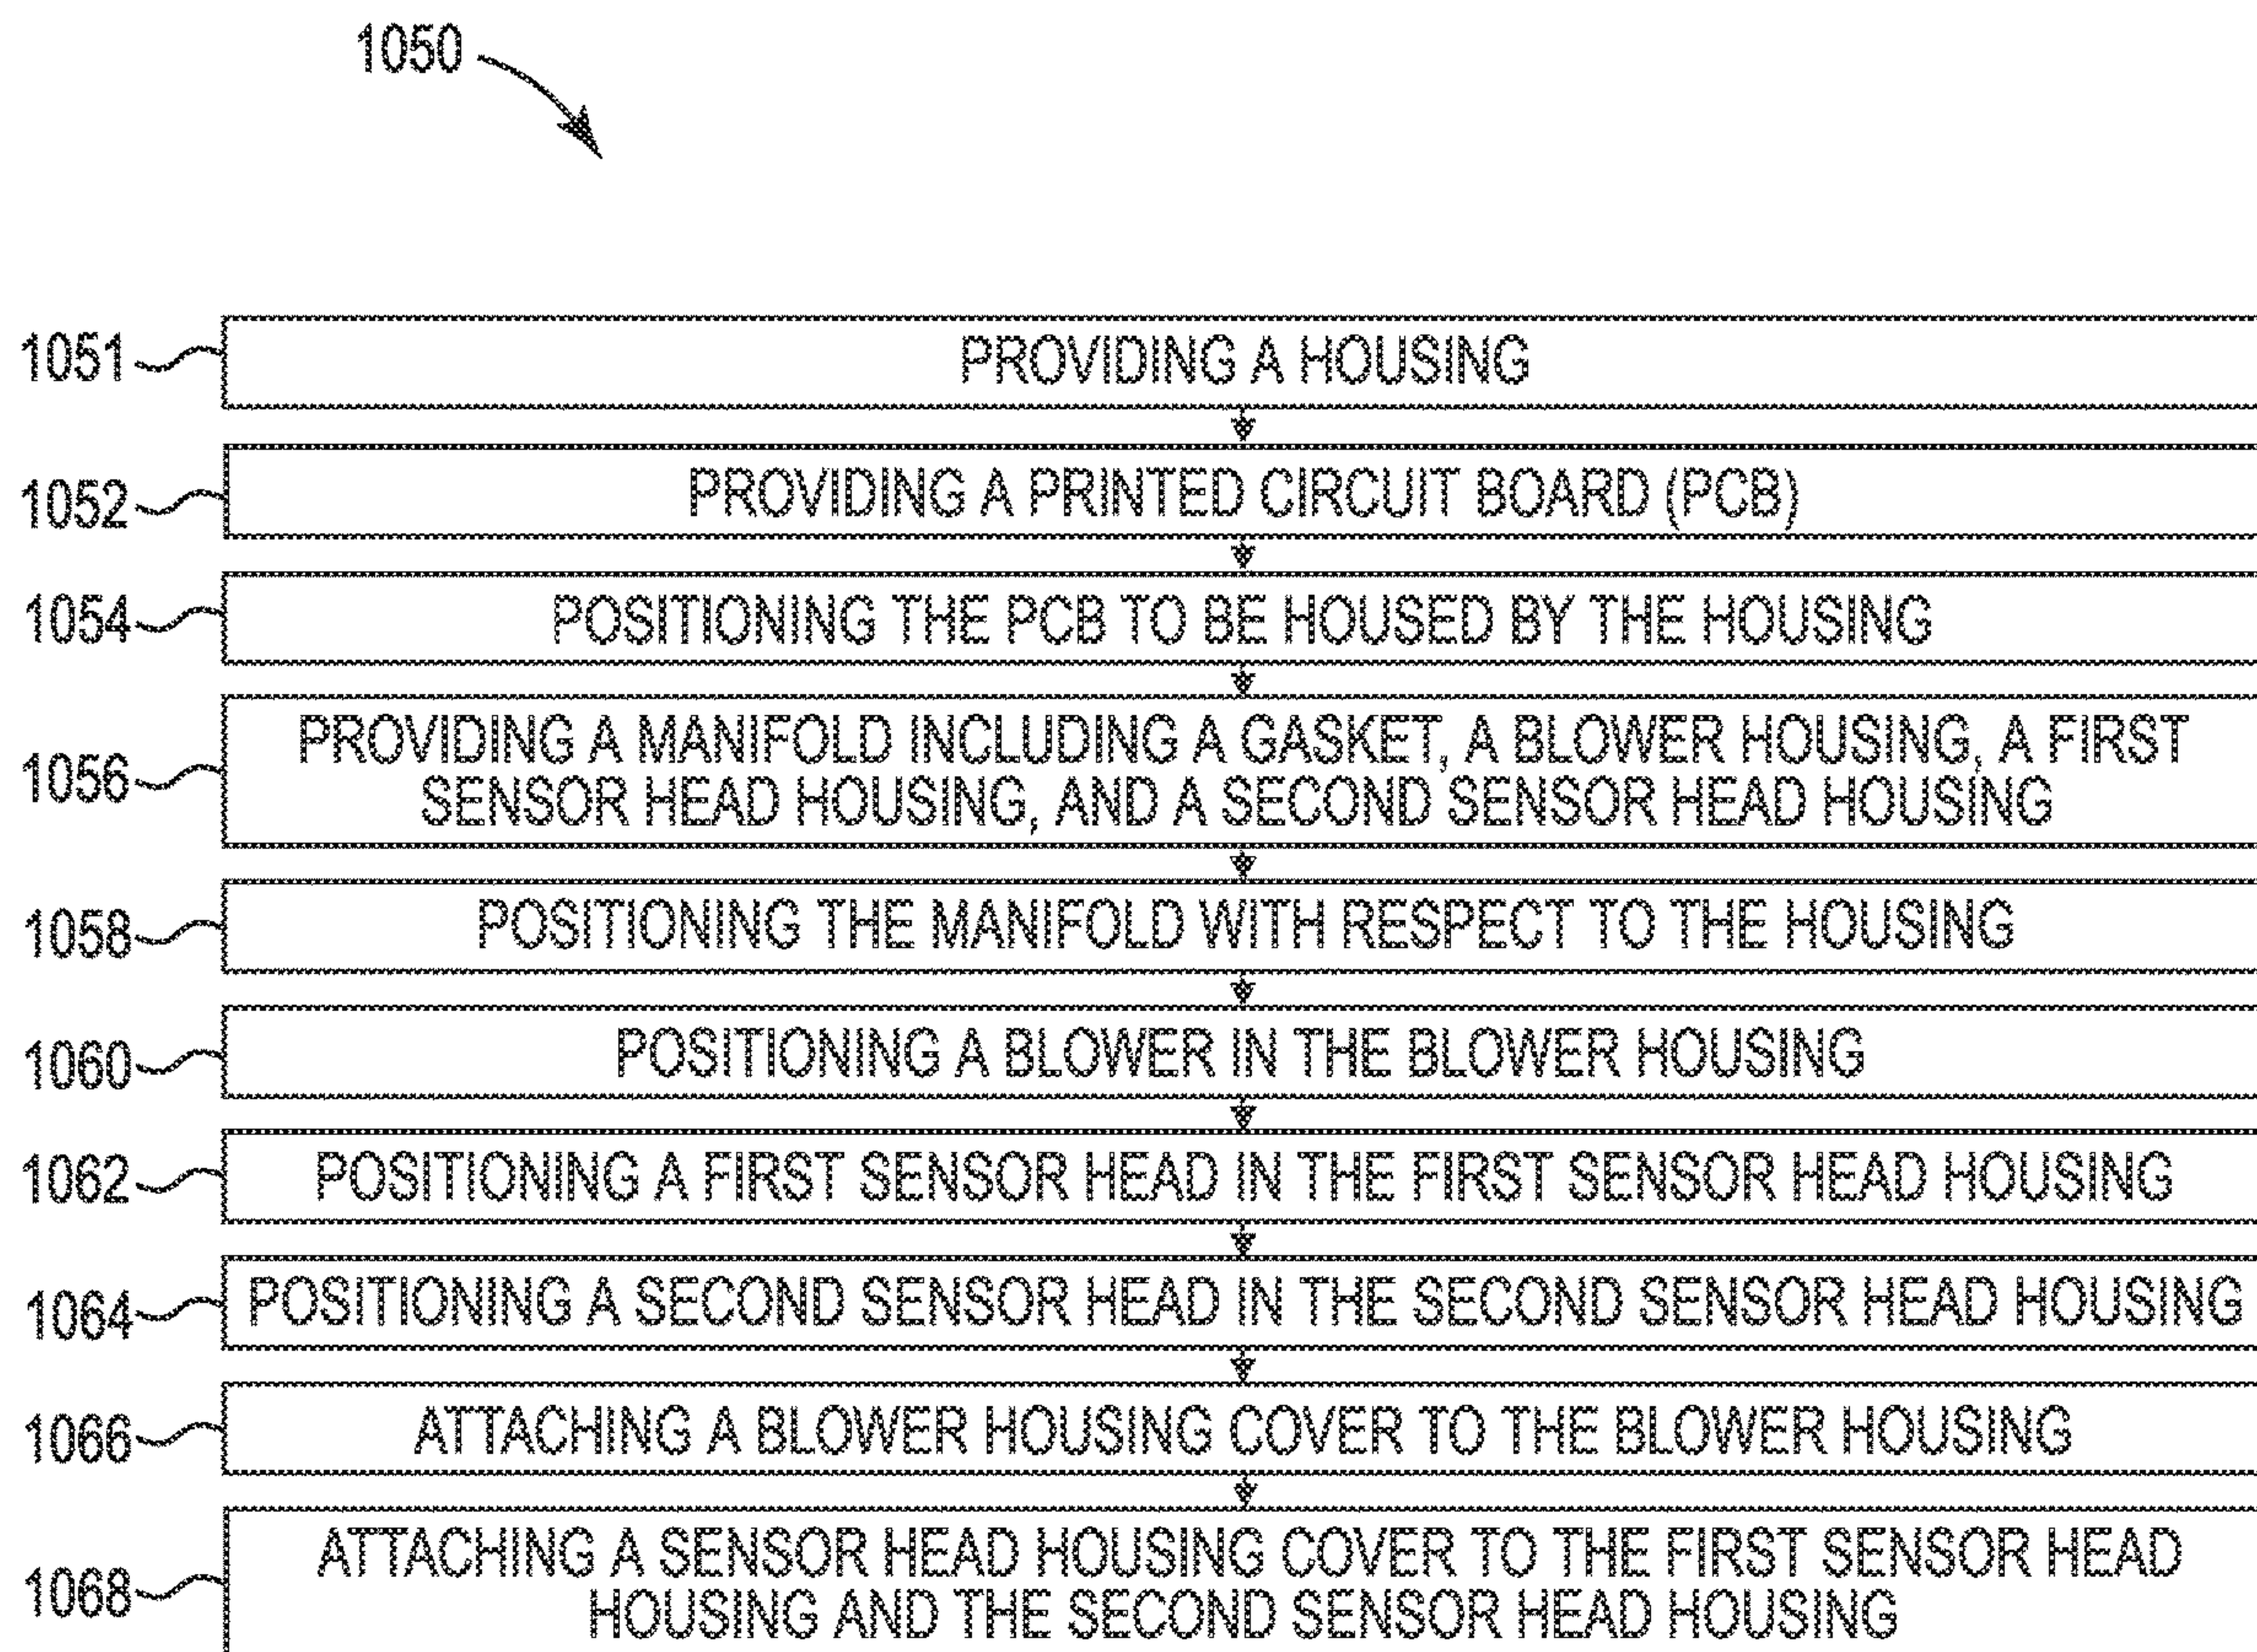 1050
1051
PROVIDING A HOUSING
1052
PROVIDING A PRINTED CIRCUIT BOARD (PCB)
1054
POSITIONING THE PCB TO BE HOUSED BY THE HOUSING
1056
PROVIDING A MANIFOLD INCLUDING A GASKET, A BLOWER HOUSING, A FIRST
SENSOR HEAD HOUSING, AND A SECOND SENSOR HEAD HOUSING
1058
POSITIONING THE MANIFOLD WITH RESPECT TO THE HOUSING
1060
POSITIONING A BLOWER IN THE BLOWER HOUSING
1062
POSITIONING A FIRST SENSOR HEAD IN THE FIRST SENSOR HEAD HOUSING
1064
POSITIONING A SECOND SENSOR HEAD IN THE SECOND SENSOR HEAD HOUSING
1066
ATTACHING A BLOWER HOUSING COVER TO THE BLOWER HOUSING
1068
ATTACHING A SENSOR HEAD HOUSING COVER TO THE FIRST SENSOR HEAD
HOUSING AND THE SECOND SENSOR HEAD HOUSING